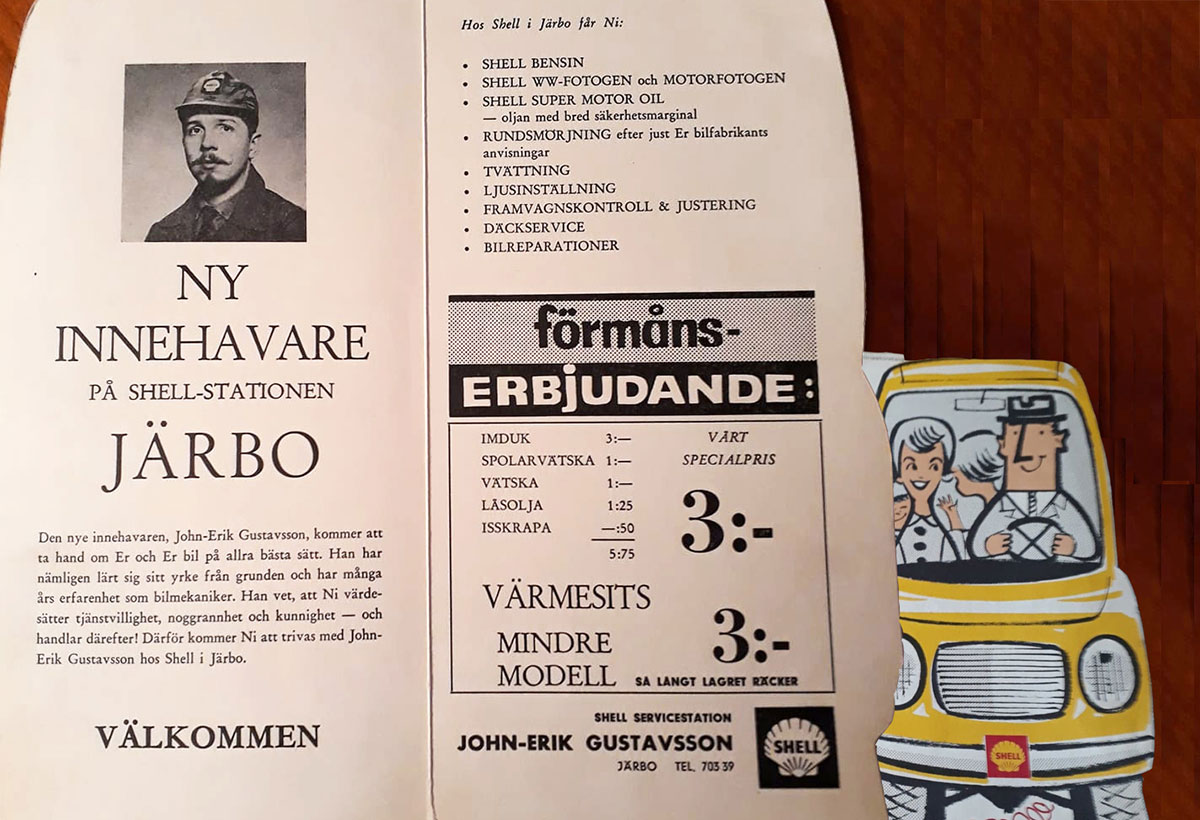 NY
INNEHAVARE
PÅ SHELL-STATIONEN
JÄRBO
Den nye innehavaren, John-Erik Gustavsson, kommer att
ta hand om Er och Er bil på allra bästa sätt. Han har
nämligen lärt sig sitt yrke från grunden och har många
års erfarenhet som bilmekaniker. Han vet, att Ni värde-
sätter tjänstvillighet, noggrannhet och kunnighet — och
handlar därefter! Därför kommer Ni att trivas med John-
Erik Gustavsson hos Shell i Järbo.
VÄLKOMMEN
Hos Shell i Järbo får Ni:
• SHELL BENSIN
• SHELL WW-FOTOGEN och MOTORFOTOGEN
• SHELL SUPER MOTOR OIL
— oljan med bred säkerhetsmarginal
• RUNDSMÖRJNING efter just Er bilfabrikants
anvisningar
• TVÄTTNING
• LJUSINSTÄLLNING
• FRAMVAGNSKONTROLL & JUSTERING
• DÄCKSERVICE
• BILREPARATIONER
förmåns-
ERBJUDANDE:
IMDUK 3:—
SPOLARVÄTSKA 1:—
VÄTSKA 1:—
LÅSOLJA 1:25
ISSKRAPA —:50
5:75
VÅRT
SPECIALPRIS
3:-
VÄRMESITS
MINDRE
MODELL
3:-
SÅ LÅNGT LAGRET RÄCKER
SHELL SERVICESTATION
JOHN-ERIK GUSTAVSSON
JÄRBO TEL. 703 39
SHELL
SHELL